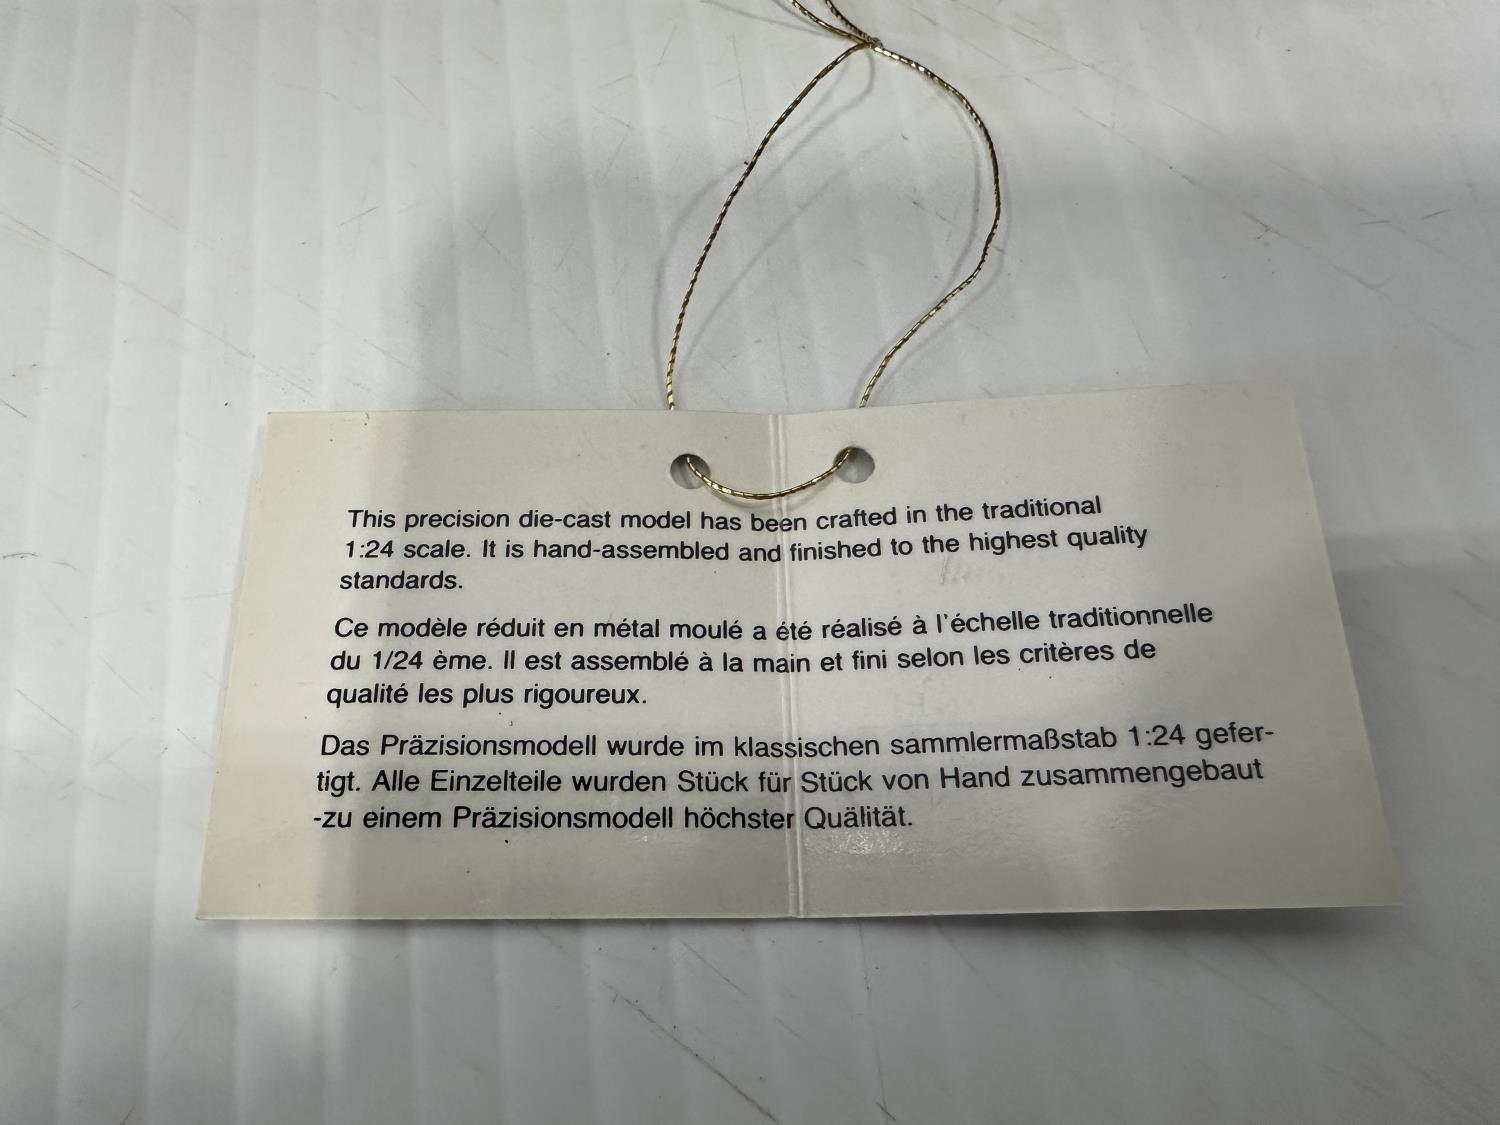 This precision die-cast model has been crafted in the traditional
1:24 scale. It is hand-assembled and finished to the highest quality
standards.
Ce modèle réduit en métal moulé a été réalisé à l'échelle traditionnelle
du 1/24 ème. Il est assemblé à la main et fini selon les critères de
qualité les plus rigoureux.
Das Präzisionsmodell wurde im klassischen sammlermaßstab 1:24 gefer-
tigt. Alle Einzelteile wurden Stück für Stück von Hand zusammengebaut
-zu einem Präzisionsmodell höchster Quälität.